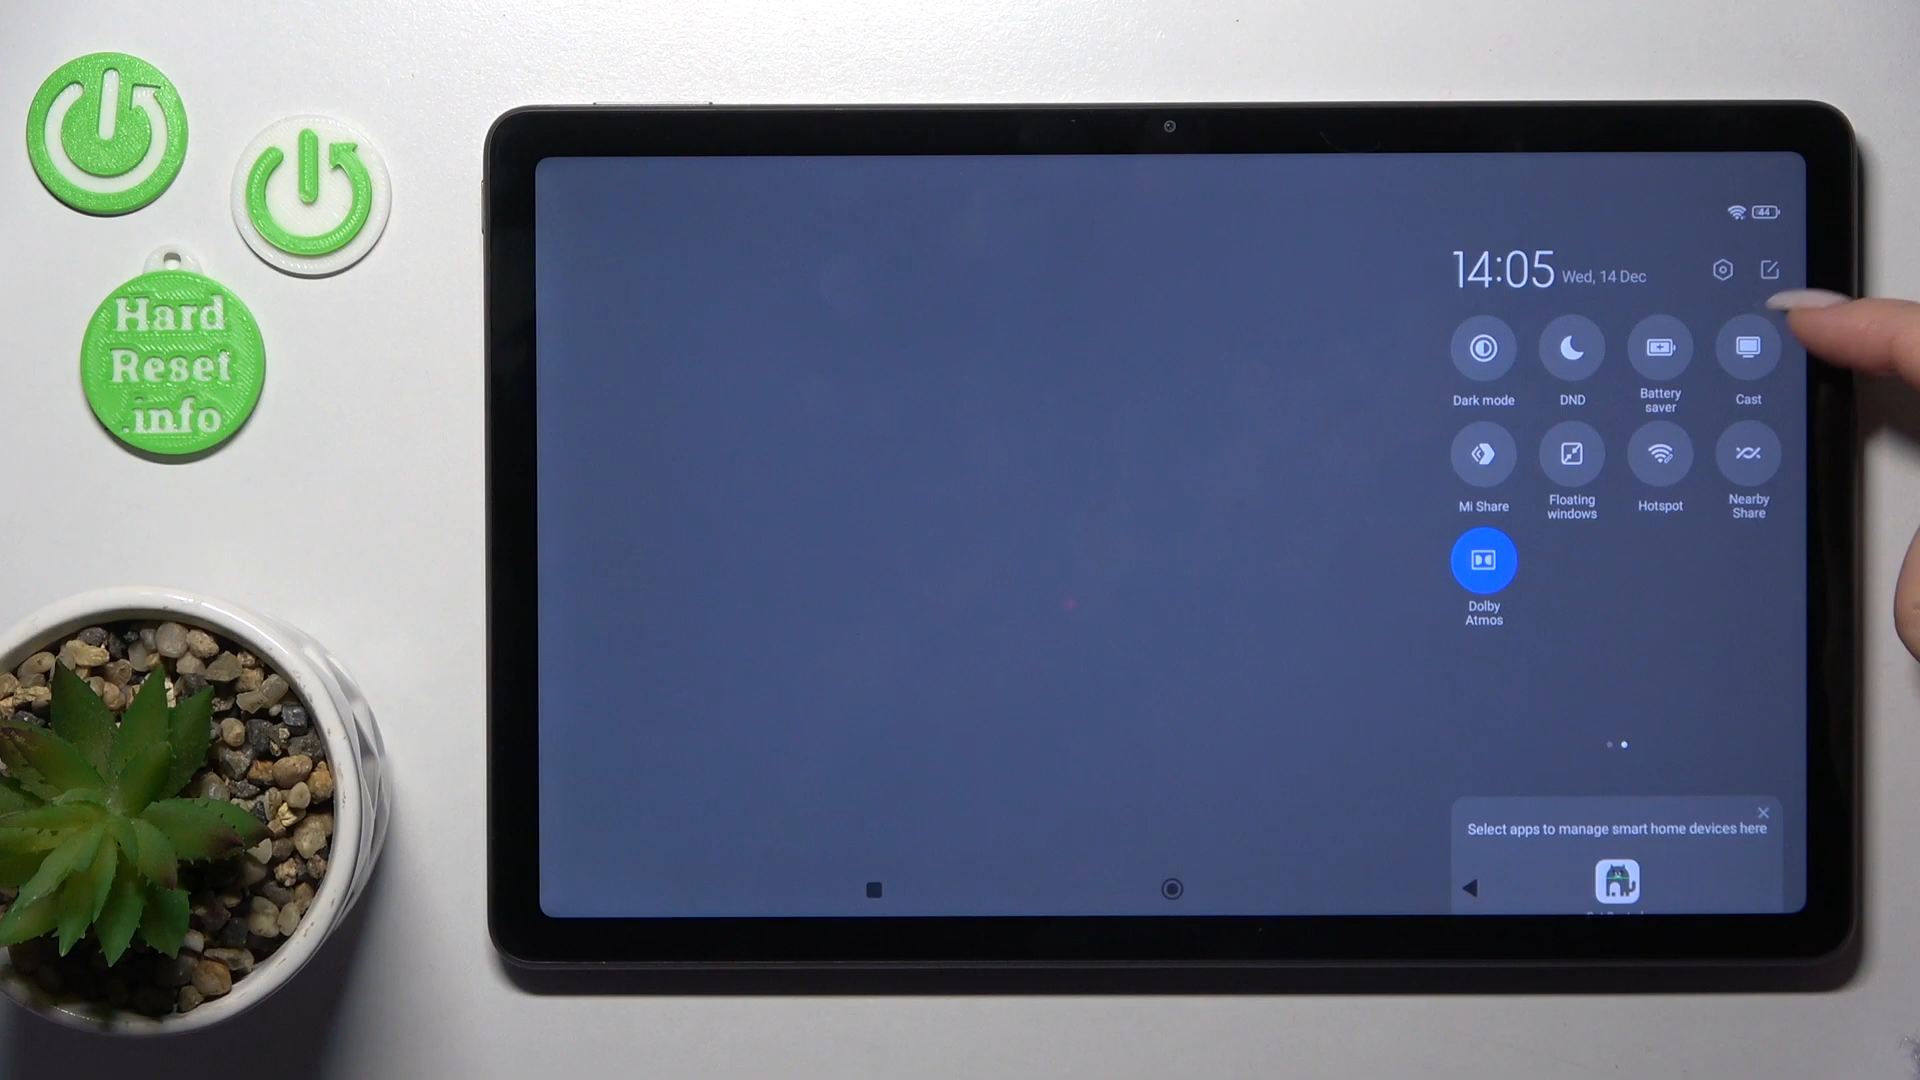 Hard
Reset
.info
44
14:05 Wed, 14 Dec
Dark mode
DND
Battery
saver
Cast
Mi Share
Floating
windows
Hotspot
Nearby
Share
Dolby
Atmos
Select apps to manage smart home devices here